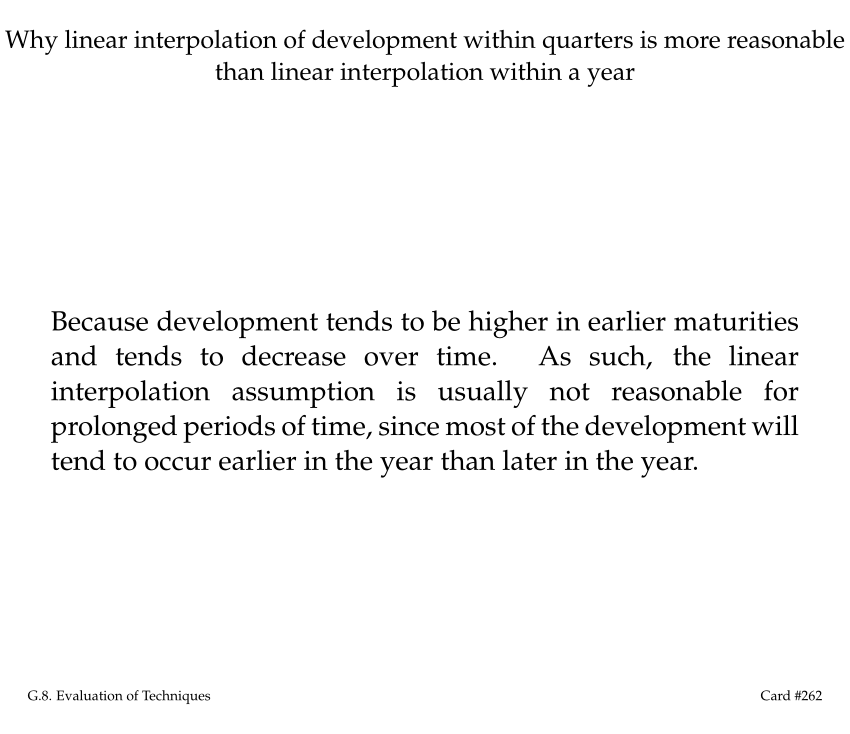 Why linear interpolation of development within quarters is more reasonable
than linear interpolation within a year
Because development tends to be higher in earlier maturities
and tends to decrease over time. As such, the linear
interpolation assumption is usually not reasonable for
prolonged periods of time, since most of the development will
tend to occur earlier in the year than later in the year.
G.8. Evaluation of Techniques
Card #262